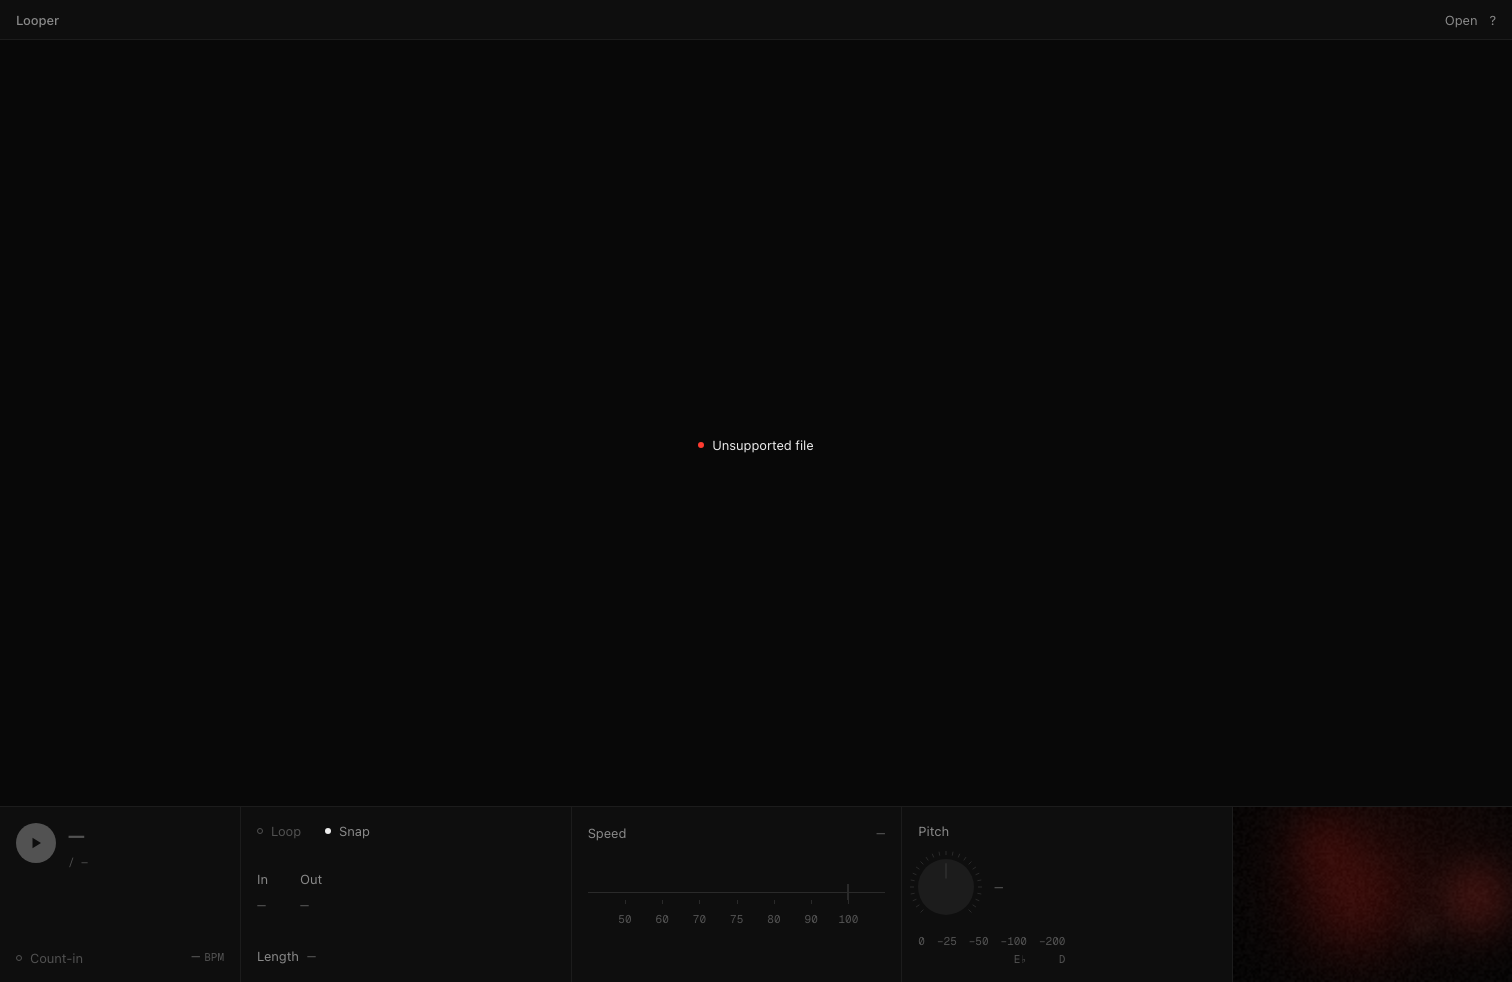 Looper
Open ?
Unsupported file
—
/ –
Count-in
— BPM
Loop Snap
In Out
— —
Length —
Speed —
50 60 70 75 80 90 100
Pitch
—
0 -25 -50 -100 -200
E♭ D